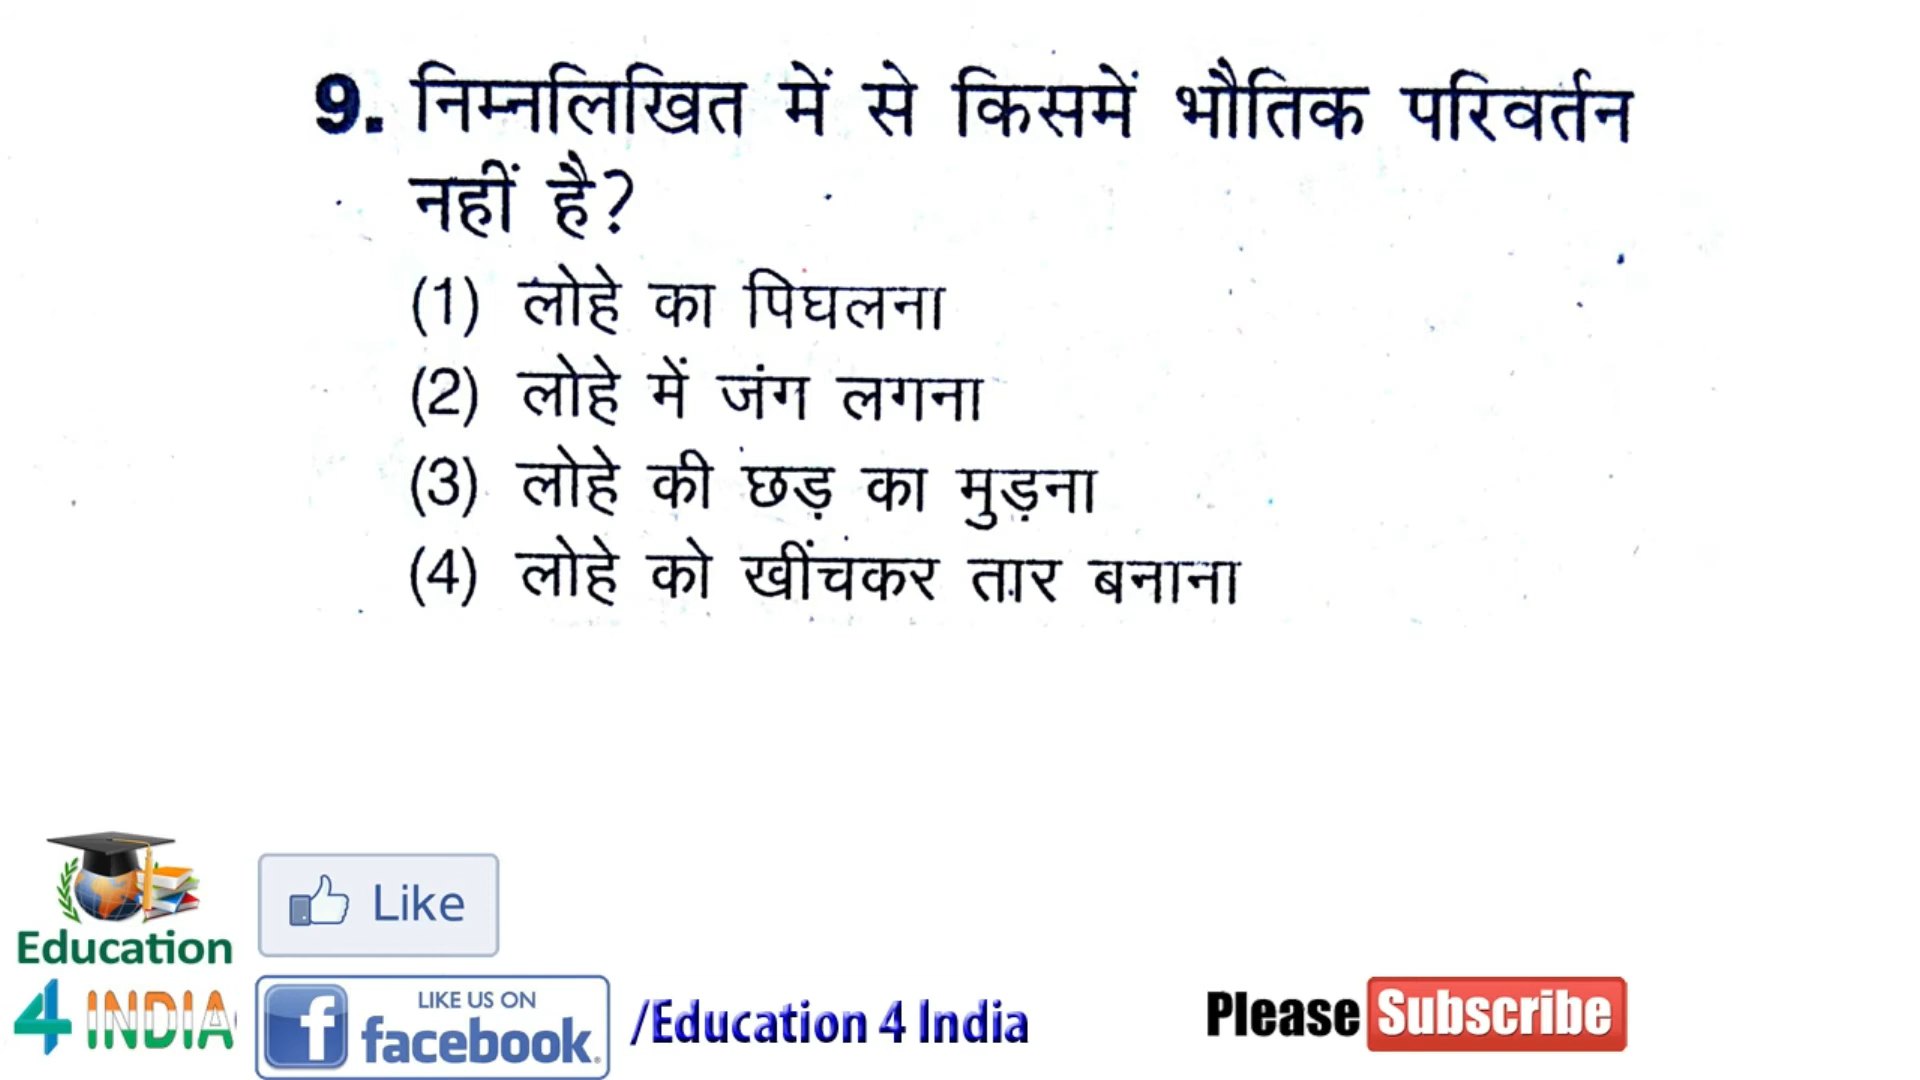 9. निम्नलिखित में से किसमें भौतिक परिवर्तन
नहीं है?
(1) लोहे का पिघलना
(2) लोहे में जंग लगना
(3) लोहे की छड़ का मुड़ना
(4) लोहे को खींचकर तार बनाना
Education
4 INDIA
Like
LIKE US ON
facebook.
/Education 4 India
Please Subscribe